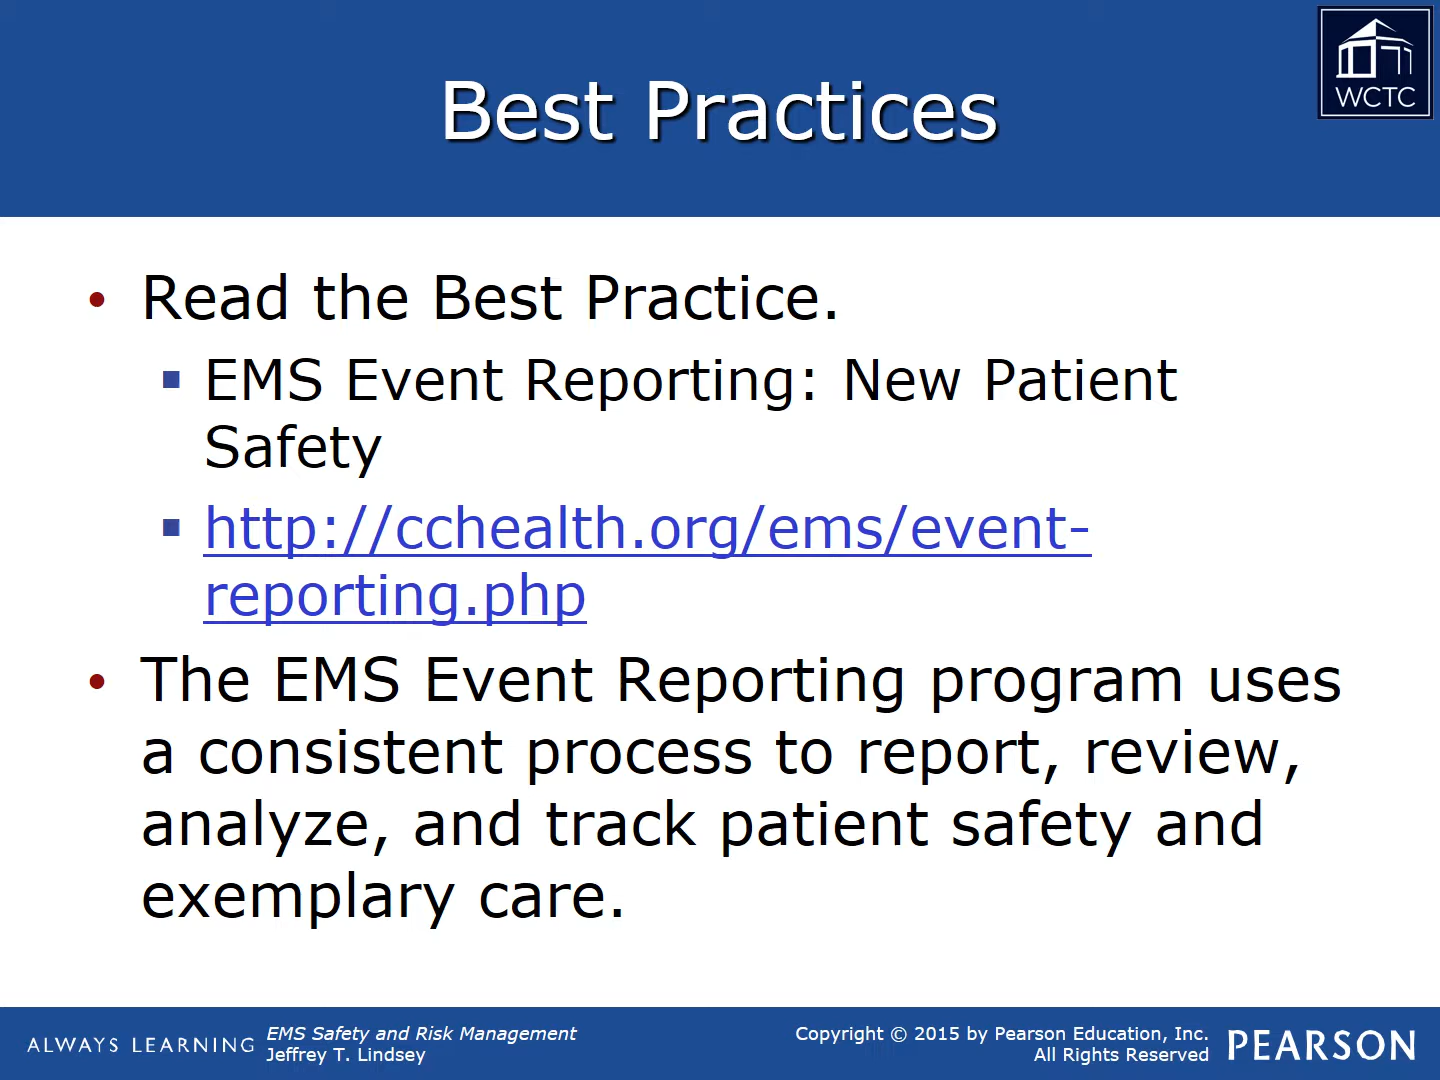 WCTC
Best Practices
• Read the Best Practice.
▪ EMS Event Reporting: New Patient
Safety
▪ http://cchealth.org/ems/event-
reporting.php
• The EMS Event Reporting program uses
a consistent process to report, review,
analyze, and track patient safety and
exemplary care.
ALWAYS LEARNING
EMS Safety and Risk Management
Jeffrey T. Lindsey
Copyright © 2015 by Pearson Education, Inc.
All Rights Reserved
PEARSON